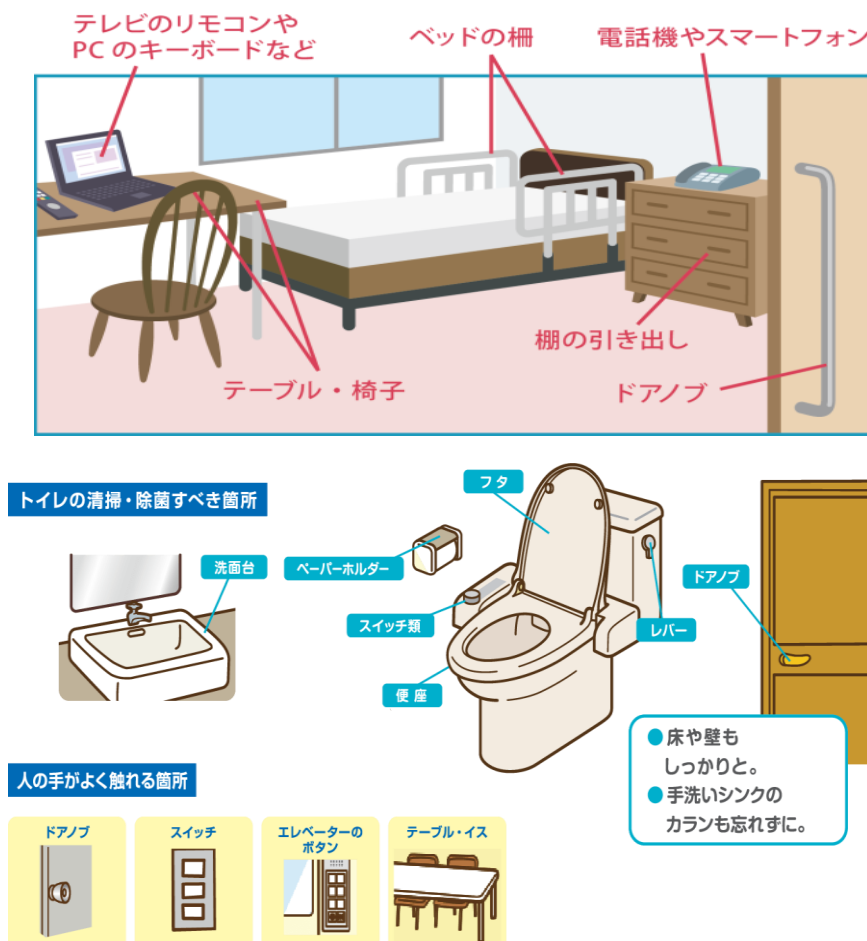 テレビのリモコンや
PCのキーボードなど
ベッドの柵
電話機やスマートフォン
棚の引き出し
テーブル・椅子
ドアノブ
トイレの清掃・除菌すべき箇所
フタ
洗面台
ペーパーホルダー
ドアノブ
スイッチ類
レバー
便座
●床や壁も
しっかりと。
●手洗いシンクの
カランも忘れずに。
人の手がよく触れる箇所
ドアノブ
スイッチ
エレベーターの
ボタン
テーブル・イス